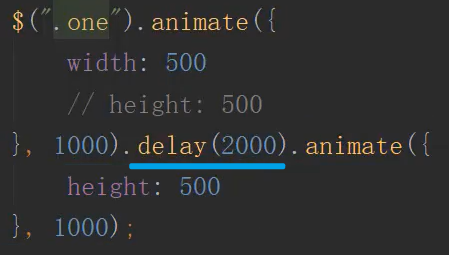 $(".one").animate({
    width: 500
    // height: 500
}, 1000).delay(2000).animate({
    height: 500
}, 1000);